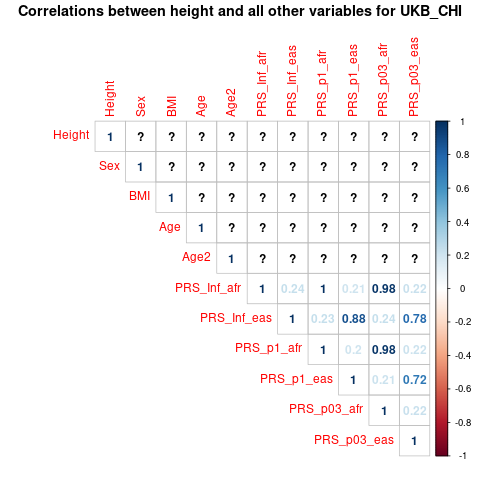 Correlations between height and all other variables for UKB_CHI
Height Sex BMI Age Age2 PRS_Inf_afr PRS_Inf_eas PRS_p1_afr PRS_p1_eas PRS_p03_afr PRS_p03_eas
Height 1 ? ? ? ? ? ? ? ? ? ?
Sex 1 ? ? ? ? ? ? ? ? ?
BMI 1 ? ? ? ? ? ? ? ?
Age 1 ? ? ? ? ? ? ?
Age2 1 ? ? ? ? ? ?
PRS_Inf_afr 1 0.24 1 0.21 0.98 0.22
PRS_Inf_eas 1 0.23 0.88 0.24 0.78
PRS_p1_afr 1 0.2 0.98 0.22
PRS_p1_eas 1 0.21 0.72
PRS_p03_afr 1 0.22
PRS_p03_eas 1
1
0.8
0.6
0.4
0.2
0
-0.2
-0.4
-0.6
-0.8
-1